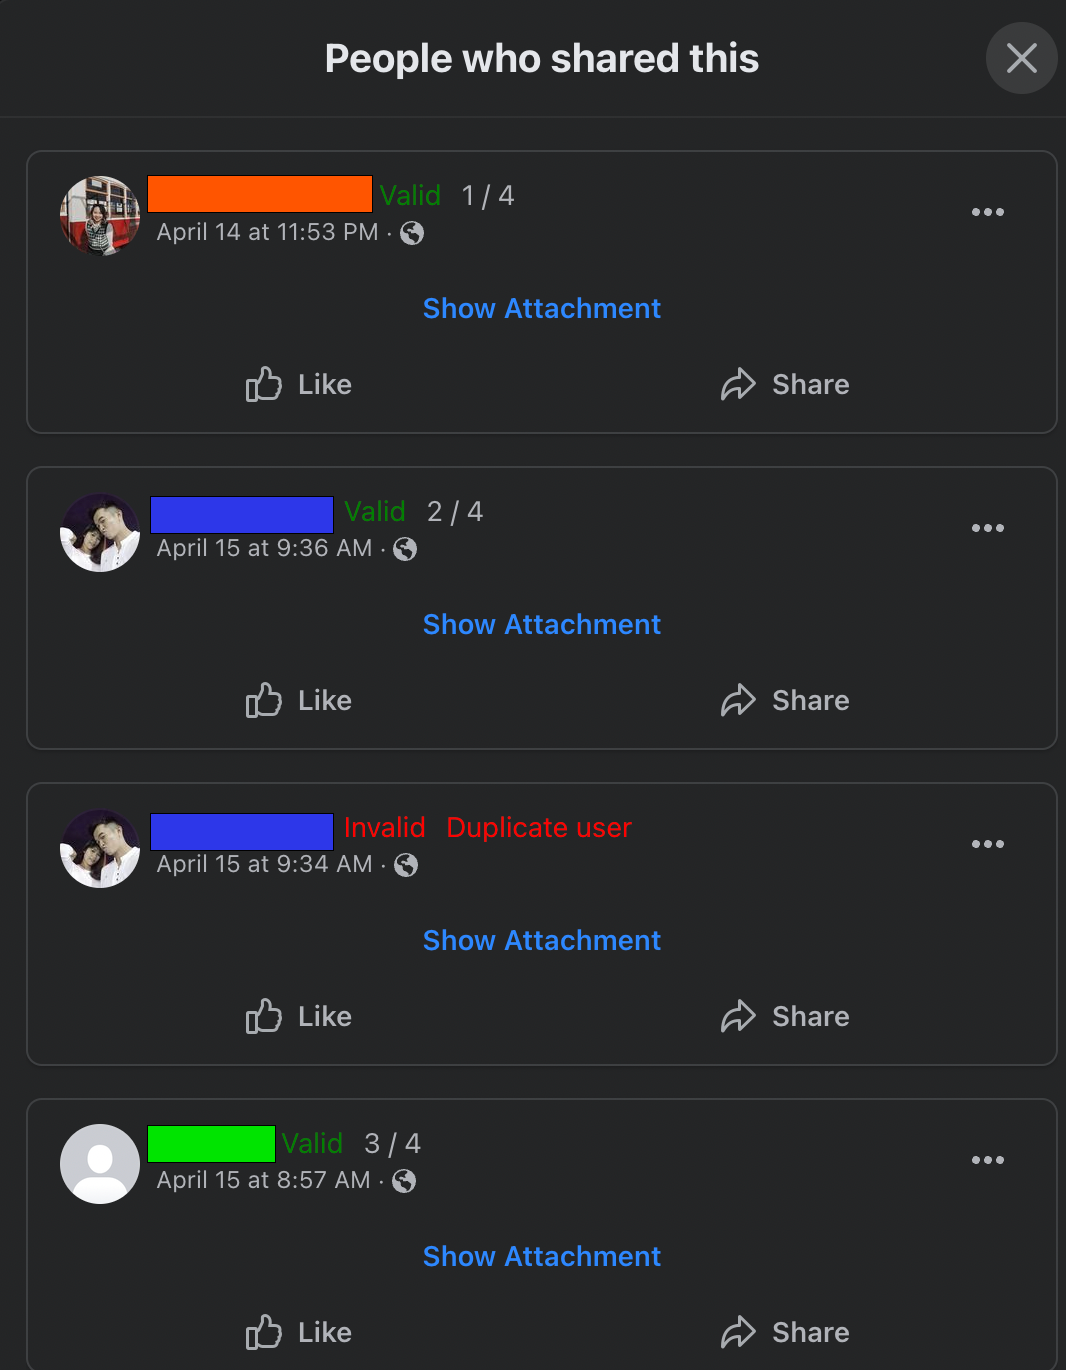 People who shared this
Valid 1 / 4
April 14 at 11:53 PM ·
Show Attachment
Like Share
Valid 2 / 4
April 15 at 9:36 AM ·
Show Attachment
Like Share
Invalid Duplicate user
April 15 at 9:34 AM ·
Show Attachment
Like Share
Valid 3 / 4
April 15 at 8:57 AM ·
Show Attachment
Like Share